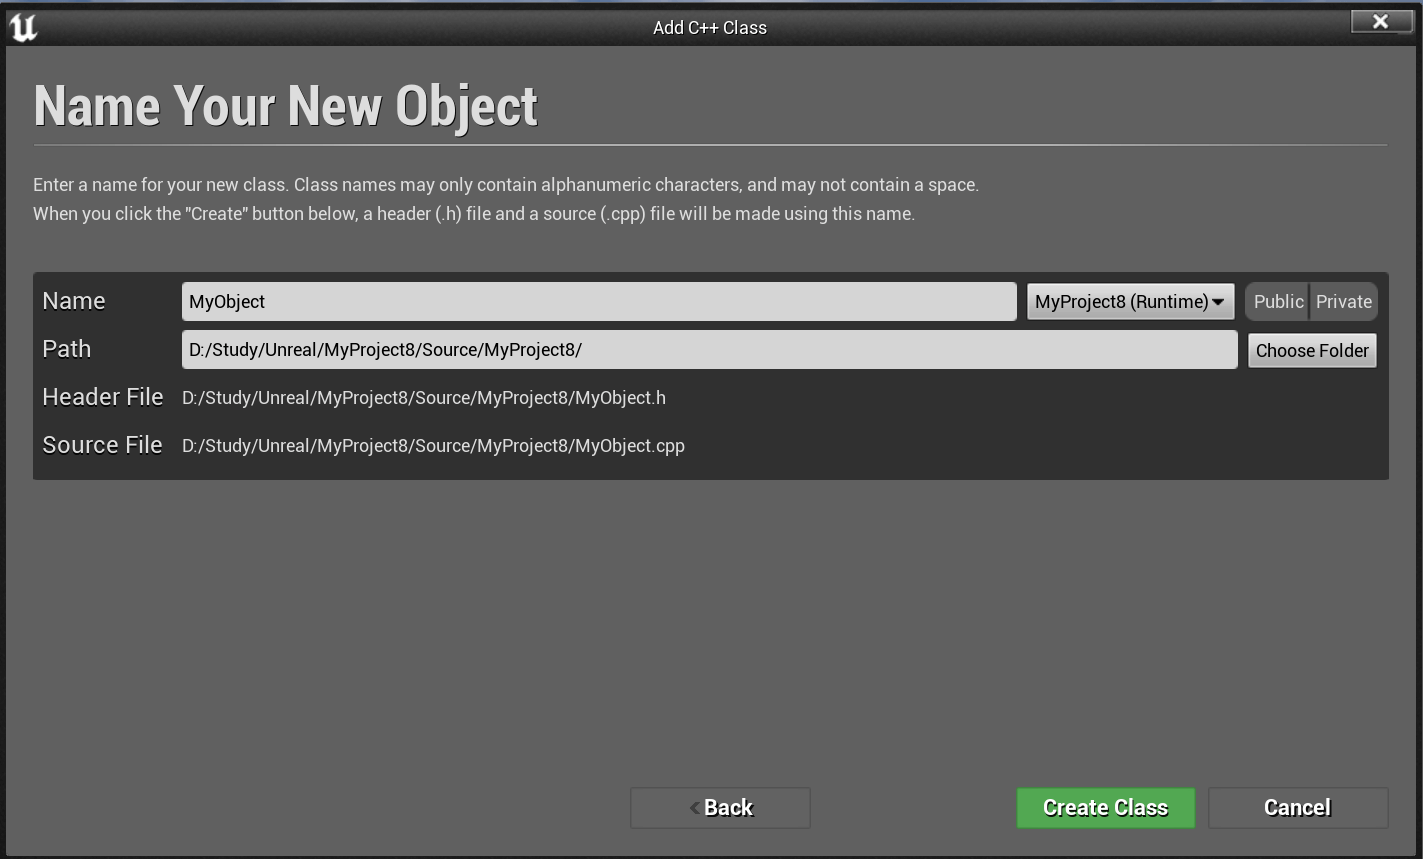 Add C++ Class
Name Your New Object
Enter a name for your new class. Class names may only contain alphanumeric characters, and may not contain a space.
When you click the "Create" button below, a header (.h) file and a source (.cpp) file will be made using this name.
Name MyObject MyProject8 (Runtime) Public Private
Path D:/Study/Unreal/MyProject8/Source/MyProject8/ Choose Folder
Header File D:/Study/Unreal/MyProject8/Source/MyProject8/MyObject.h
Source File D:/Study/Unreal/MyProject8/Source/MyProject8/MyObject.cpp
Back Create Class Cancel